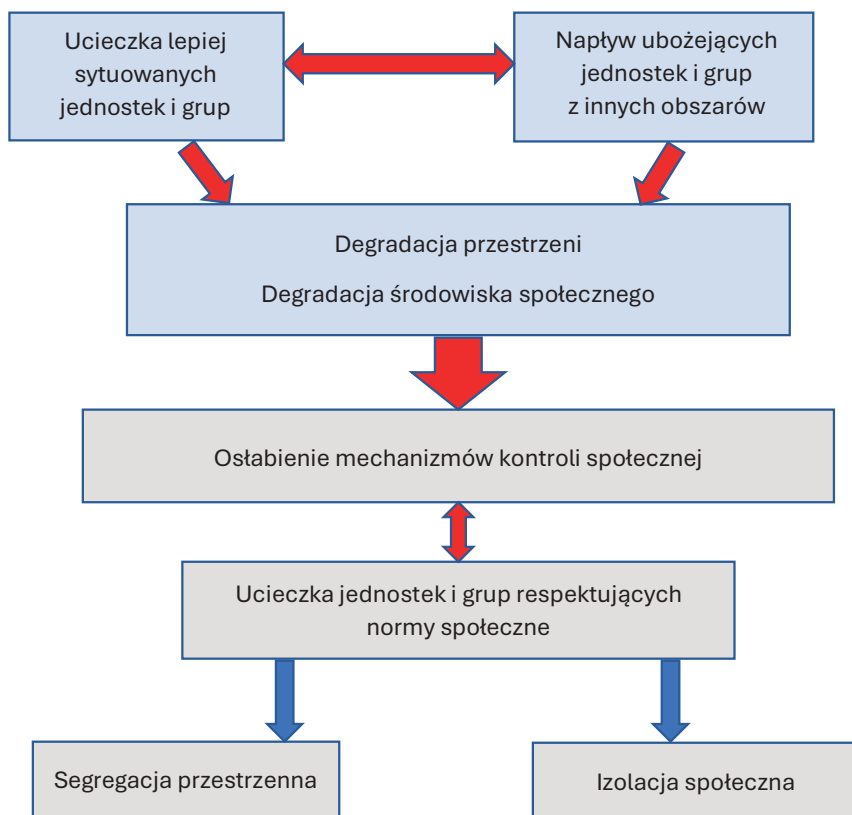 Ucieczka lepiej
sytuowanych
jednostek i grup
Napływ ubożejących
jednostek i grup
z innych obszarów
Degradacja przestrzeni
Degradacja środowiska społecznego
Osłabienie mechanizmów kontroli społecznej
Ucieczka jednostek i grup respektujących
normy społeczne
Segregacja przestrzenna
Izolacja społeczna